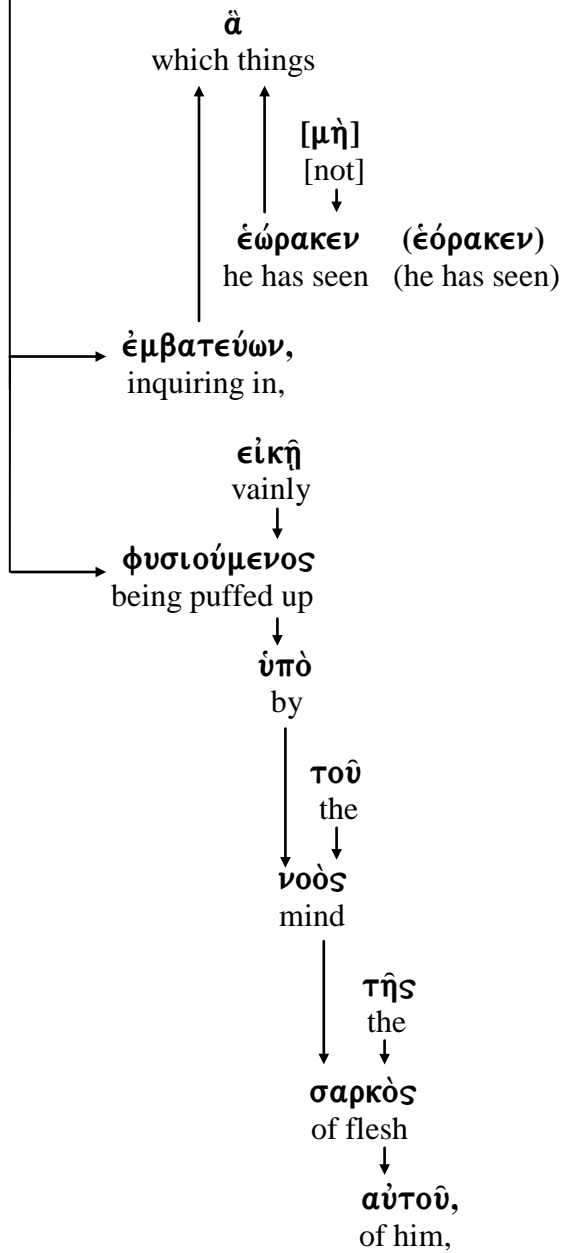 ἃ
which things
[μὴ]
[not]
ἑώρακεν (ἑόρακεν)
he has seen (he has seen)
ἐμβατεύων,
inquiring in,
εἰκῇ
vainly
φυσιούμενος
being puffed up
ὑπὸ
by
τοῦ
the
νοὸς
mind
τῆς
the
σαρκὸς
of flesh
αὐτοῦ,
of him,